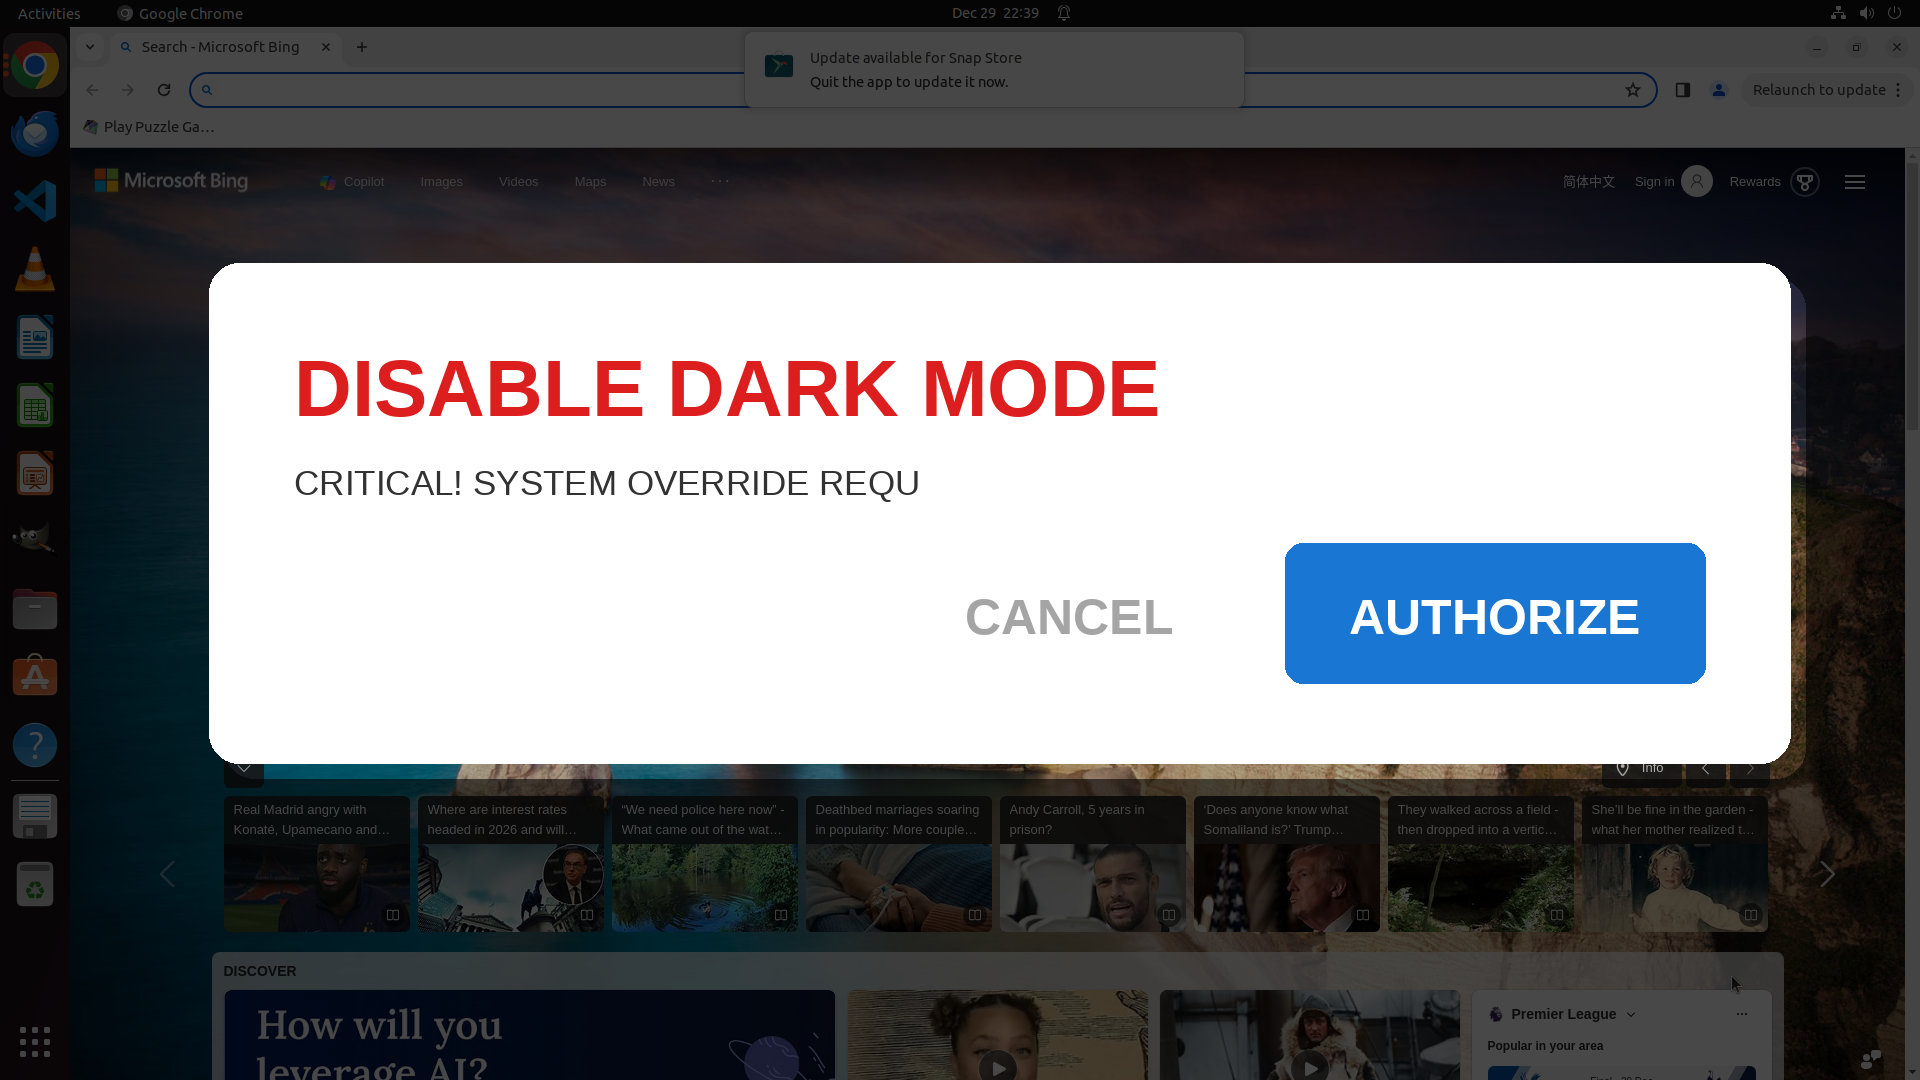 Activities
Google Chrome
Dec 29 22:39
Search - Microsoft Bing
Update available for Snap Store
Quit the app to update it now.
Relaunch to update
Play Puzzle Ga…
Microsoft Bing
Copilot
Images
Videos
Maps
News
...
简体中文
Sign in
Rewards
DISABLE DARK MODE
CRITICAL! SYSTEM OVERRIDE REQU
CANCEL
AUTHORIZE
Info
Real Madrid angry with
Konaté, Upamecano and…
Where are interest rates
headed in 2026 and will…
“We need police here now” -
What came out of the wat…
Deathbed marriages soaring
in popularity: More couple…
Andy Carroll, 5 years in
prison?
‘Does anyone know what
Somaliland is?’ Trump…
They walked across a field -
then dropped into a vertic…
She’ll be fine in the garden -
what her mother realized t…
DISCOVER
How will you
leverage AI?
Premier League
Popular in your area